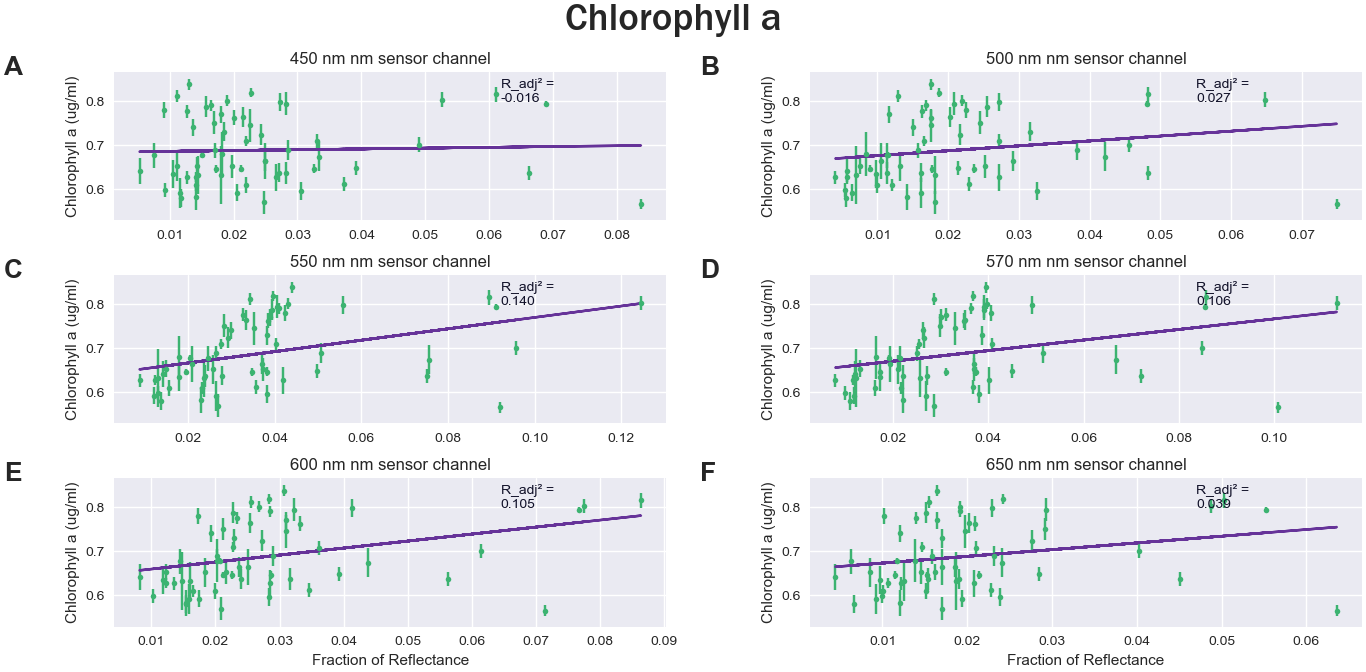 Chlorophyll a
A
450 nm nm sensor channel
R_adj² =
-0.016
Chlorophyll a (ug/ml)
0.8
0.7
0.6
0.01 0.02 0.03 0.04 0.05 0.06 0.07 0.08
B
500 nm nm sensor channel
R_adj² =
0.027
Chlorophyll a (ug/ml)
0.8
0.7
0.6
0.01 0.02 0.03 0.04 0.05 0.06 0.07
C
550 nm nm sensor channel
R_adj² =
0.140
Chlorophyll a (ug/ml)
0.8
0.7
0.6
0.02 0.04 0.06 0.08 0.10 0.12
D
570 nm nm sensor channel
R_adj² =
0.106
Chlorophyll a (ug/ml)
0.8
0.7
0.6
0.02 0.04 0.06 0.08 0.10
E
600 nm nm sensor channel
R_adj² =
0.105
Chlorophyll a (ug/ml)
0.8
0.7
0.6
0.01 0.02 0.03 0.04 0.05 0.06 0.07 0.08 0.09
Fraction of Reflectance
F
650 nm nm sensor channel
R_adj² =
0.039
Chlorophyll a (ug/ml)
0.8
0.7
0.6
0.01 0.02 0.03 0.04 0.05 0.06
Fraction of Reflectance